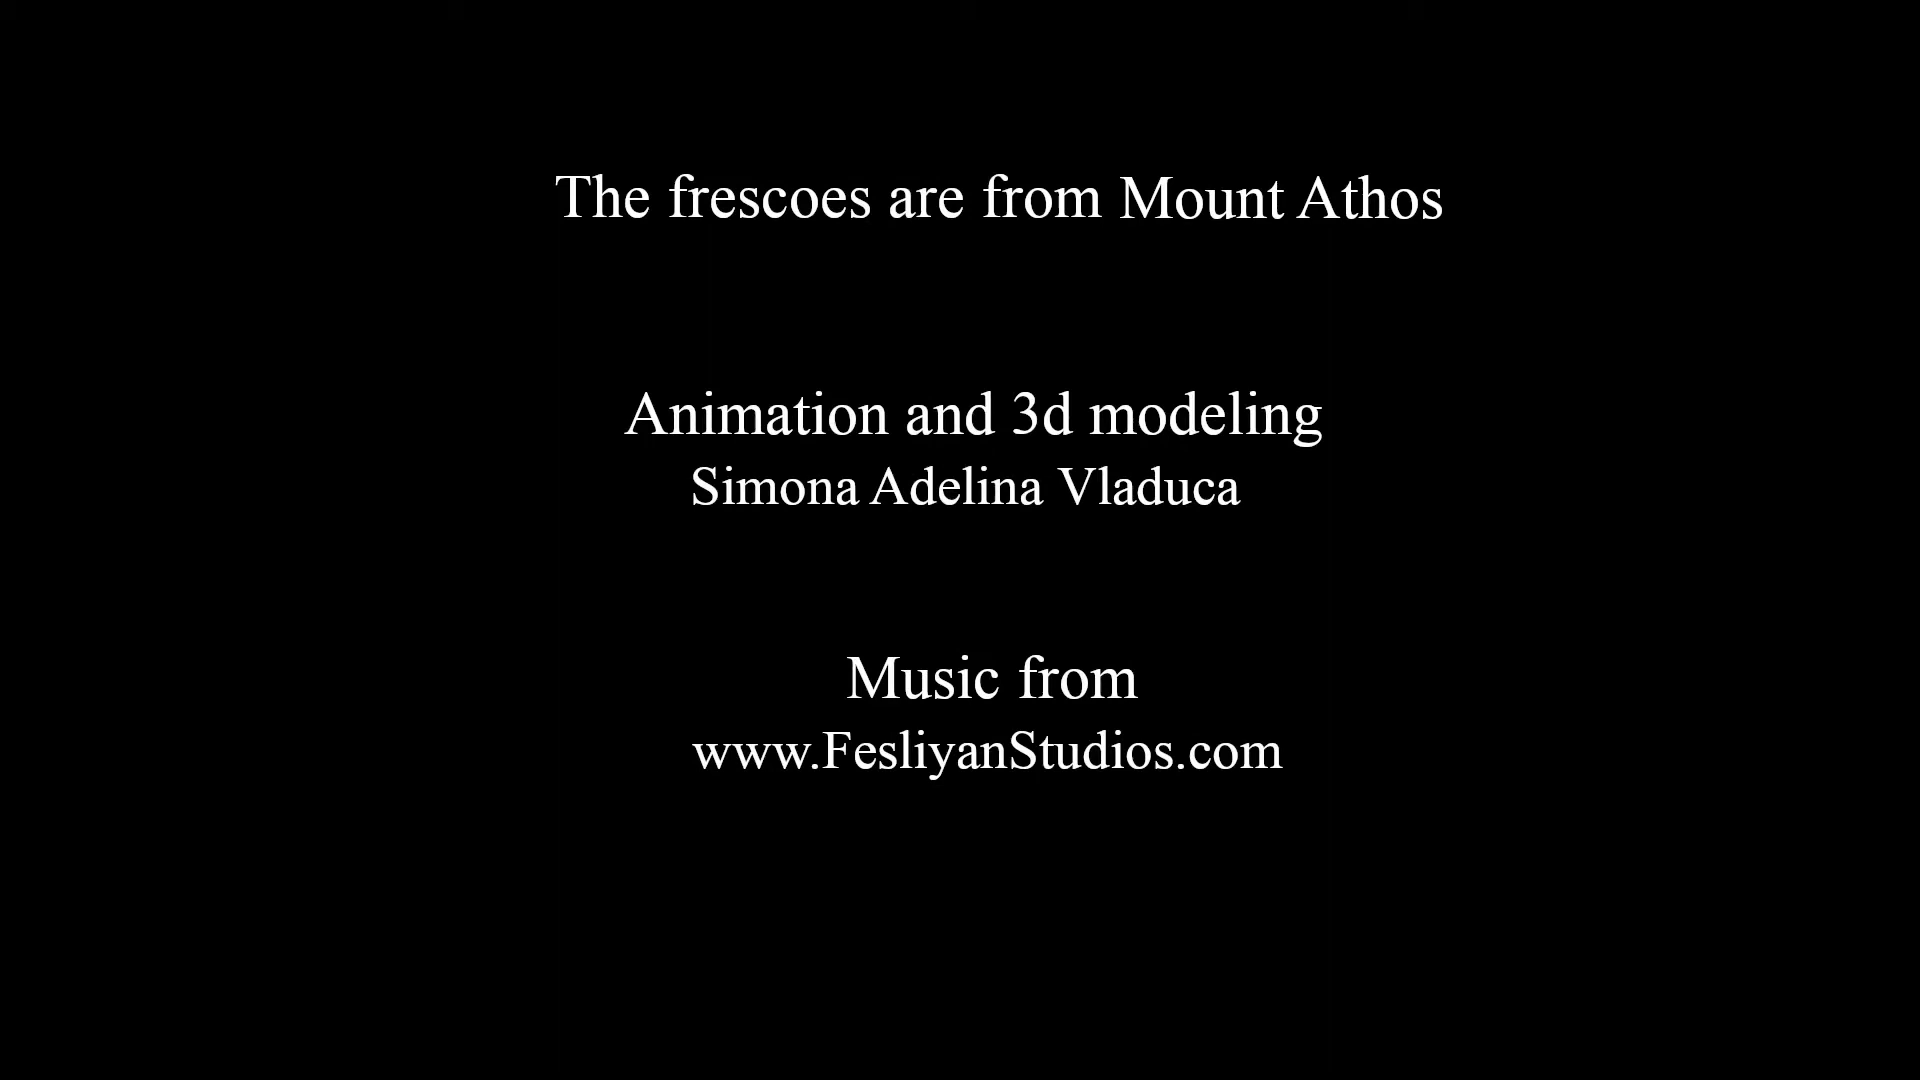 The frescoes are from Mount Athos
Animation and 3d modeling
Simona Adelina Vladuca
Music from
www.FesliyanStudios.com